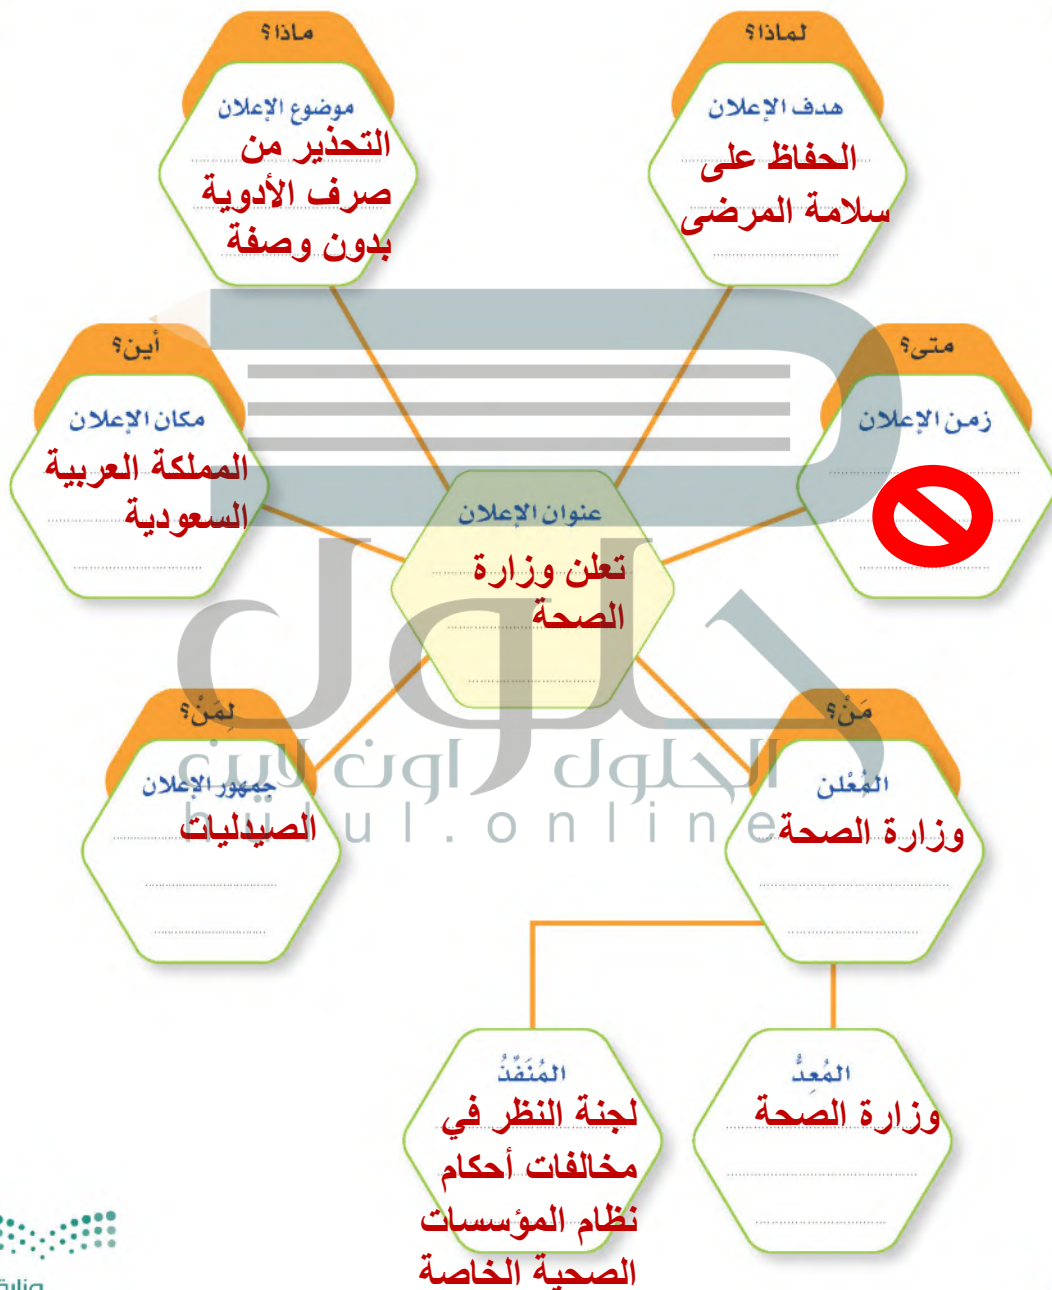 لماذا؟
هدف الإعلان
الحفاظ على
سلامة المرضى
ماذا؟
موضوع الإعلان
التحذير من
صرف الأدوية
بدون وصفة
متى؟
زمن الإعلان
أين؟
مكان الإعلان
المملكة العربية
السعودية
عنوان الإعلان
تعلن وزارة
الصحة
مَنْ؟
المُعْلن
وزارة الصحة
لِمَنْ؟
جمهور الإعلان
الصيدليات
حلول
الحلول اون لاين
hulul.online
المُعِدُّ
وزارة الصحة
المُنَفِّذُ
لجنة النظر في
مخالفات أحكام
نظام المؤسسات
الصحية الخاصة